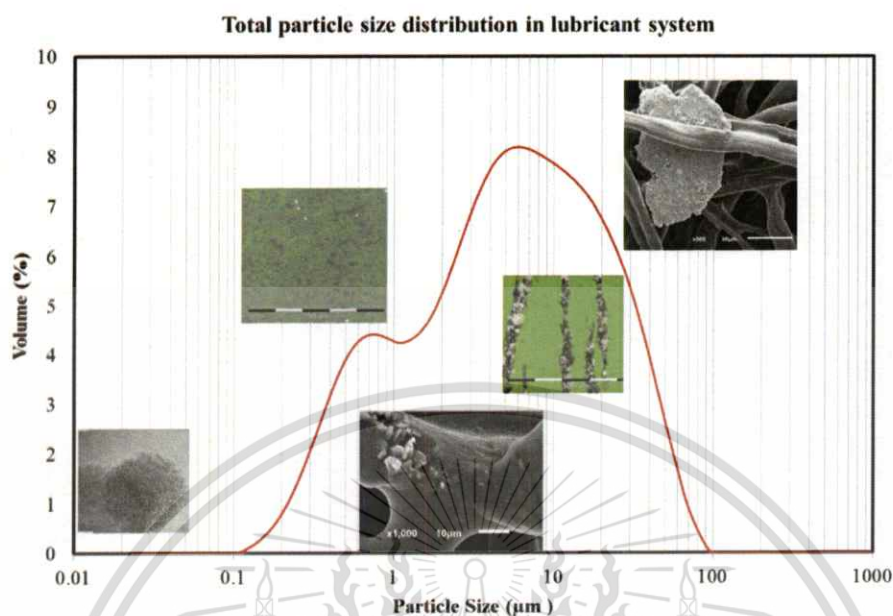 Total particle size distribution in lubricant system
10
9
8
7
6
5
4
3
2
1
0
Volume (%)
0.01 0.1 1 10 100 1000
Particle Size (µm )
x1,000 10µm